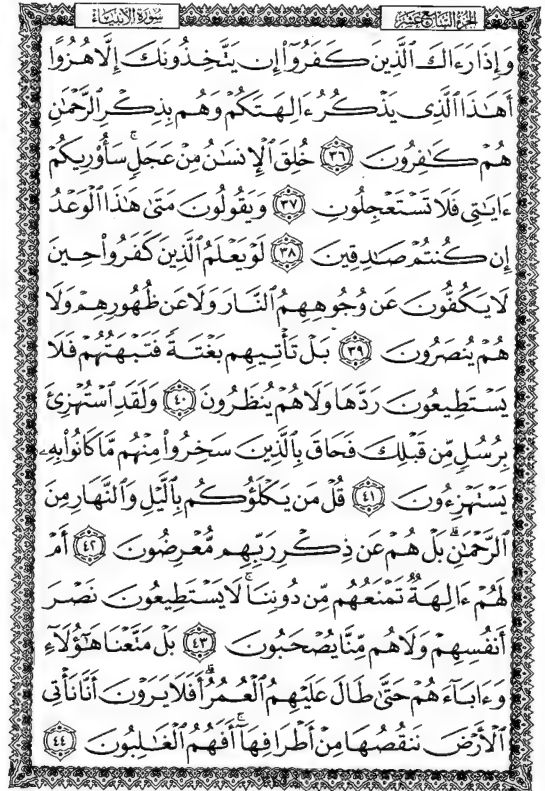 الجزء السابع عشر
سورة الأنبياء
وَإِذَا رَءَاكَ ٱلَّذِينَ كَفَرُوٓا۟ إِن يَتَّخِذُونَكَ إِلَّا هُزُوًا
أَهَٰذَا ٱلَّذِى يَذْكُرُ ءَالِهَتَكُمْ وَهُم بِذِكْرِ ٱلرَّحْمَٰنِ
هُمْ كَٰفِرُونَ ٣٦ خُلِقَ ٱلْإِنسَٰنُ مِنْ عَجَلٍ ۚ سَأُو۟رِيكُمْ
ءَايَٰتِى فَلَا تَسْتَعْجِلُونِ ٣٧ وَيَقُولُونَ مَتَىٰ هَٰذَا ٱلْوَعْدُ
إِن كُنتُمْ صَٰدِقِينَ ٣٨ لَوْ يَعْلَمُ ٱلَّذِينَ كَفَرُوا۟ حِينَ
لَا يَكُفُّونَ عَن وُجُوهِهِمُ ٱلنَّارَ وَلَا عَن ظُهُورِهِمْ وَلَا
هُمْ يُنصَرُونَ ٣٩ بَلْ تَأْتِيهِم بَغْتَةً فَتَبْهَتُهُمْ فَلَا
يَسْتَطِيعُونَ رَدَّهَا وَلَا هُمْ يُنظَرُونَ ٤٠ وَلَقَدِ ٱسْتُهْزِئَ
بِرُسُلٍ مِّن قَبْلِكَ فَحَاقَ بِٱلَّذِينَ سَخِرُوا۟ مِنْهُم مَّا كَانُوا۟ بِهِۦ
يَسْتَهْزِءُونَ ٤١ قُلْ مَن يَكْلَؤُكُم بِٱلَّيْلِ وَٱلنَّهَارِ مِنَ
ٱلرَّحْمَٰنِ ۗ بَلْ هُمْ عَن ذِكْرِ رَبِّهِم مُّعْرِضُونَ ٤٢ أَمْ
لَهُمْ ءَالِهَةٌ تَمْنَعُهُم مِّن دُونِنَا ۚ لَا يَسْتَطِيعُونَ نَصْرَ
أَنفُسِهِمْ وَلَا هُم مِّنَّا يُصْحَبُونَ ٤٣ بَلْ مَتَّعْنَا هَٰٓؤُلَآءِ
وَءَابَآءَهُمْ حَتَّىٰ طَالَ عَلَيْهِمُ ٱلْعُمُرُ ۗ أَفَلَا يَرَوْنَ أَنَّا نَأْتِى
ٱلْأَرْضَ نَنقُصُهَا مِنْ أَطْرَافِهَآ ۚ أَفَهُمُ ٱلْغَٰلِبُونَ ٤٤